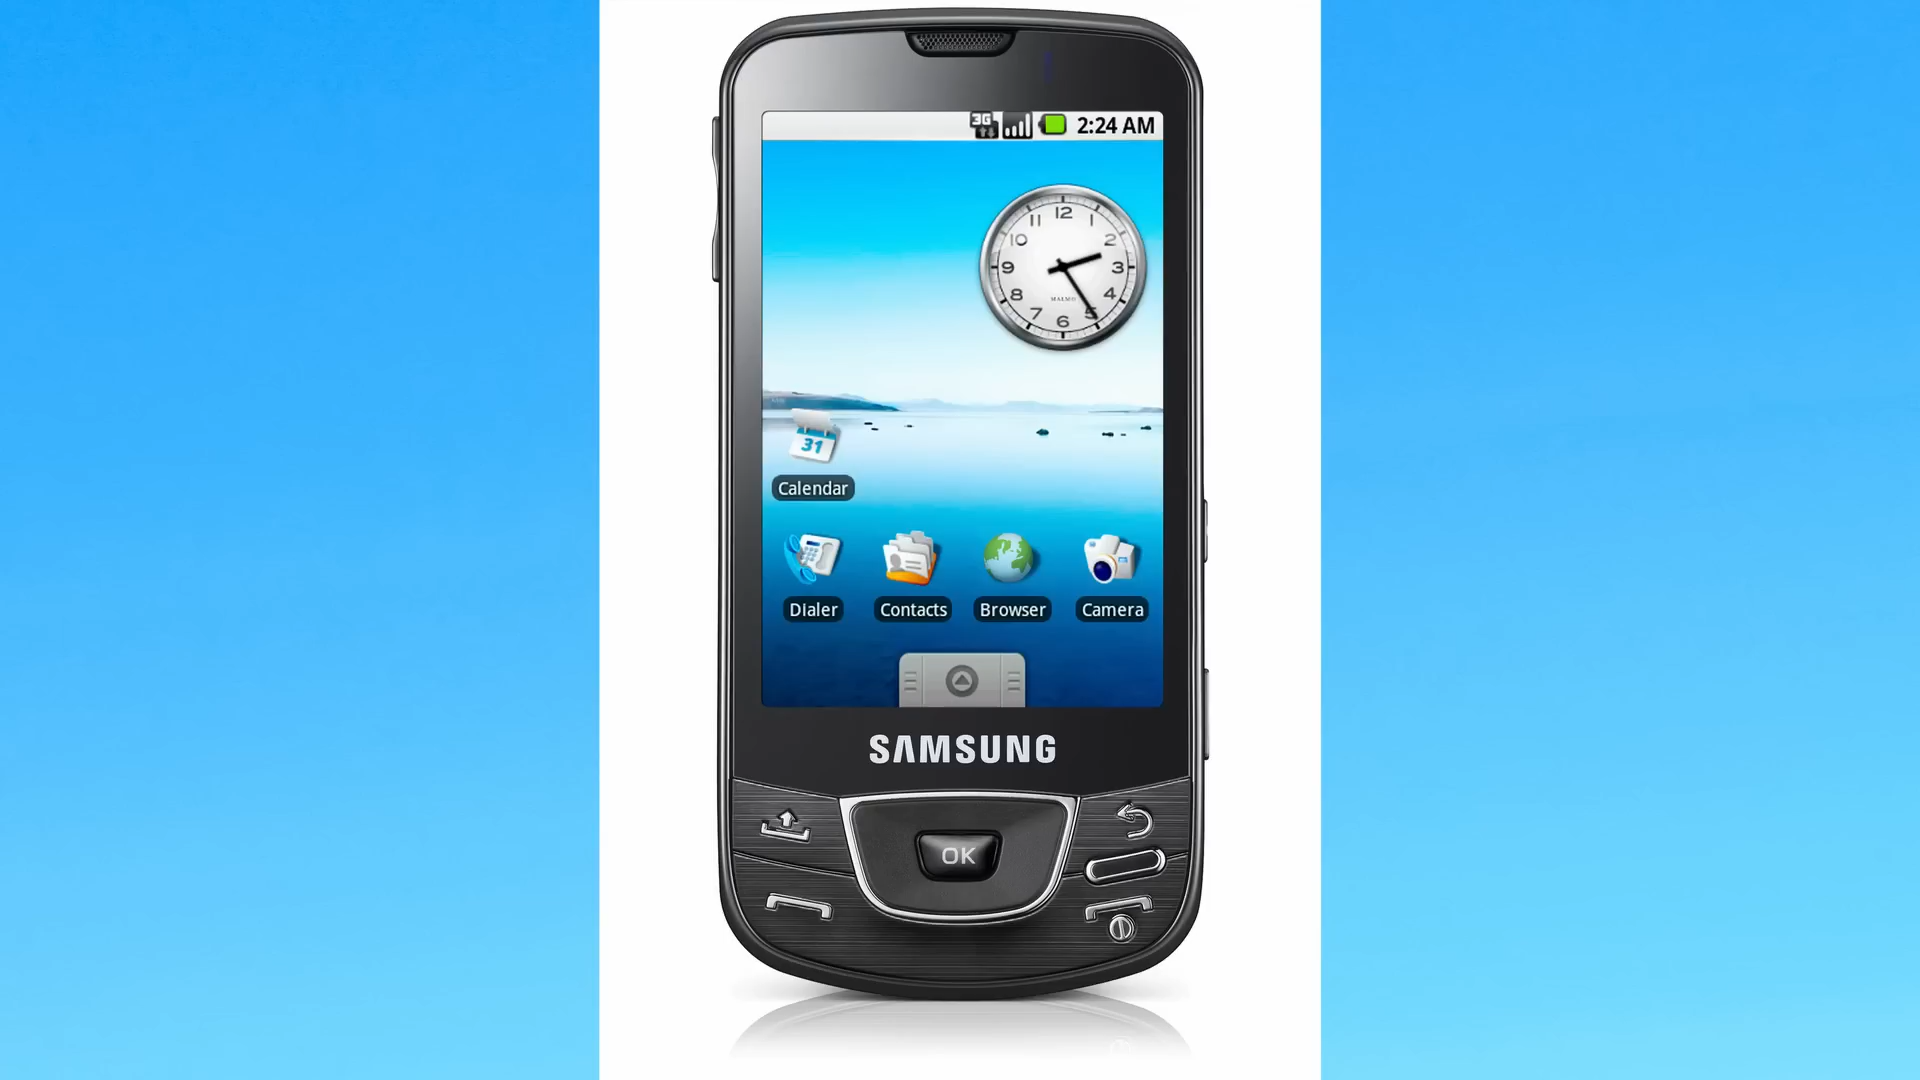 3G 2:24 AM
12
11 1
10 2
9 3
8 4
MALMO
7 5
6
31
Calendar
Dialer Contacts Browser Camera
SAMSUNG
OK